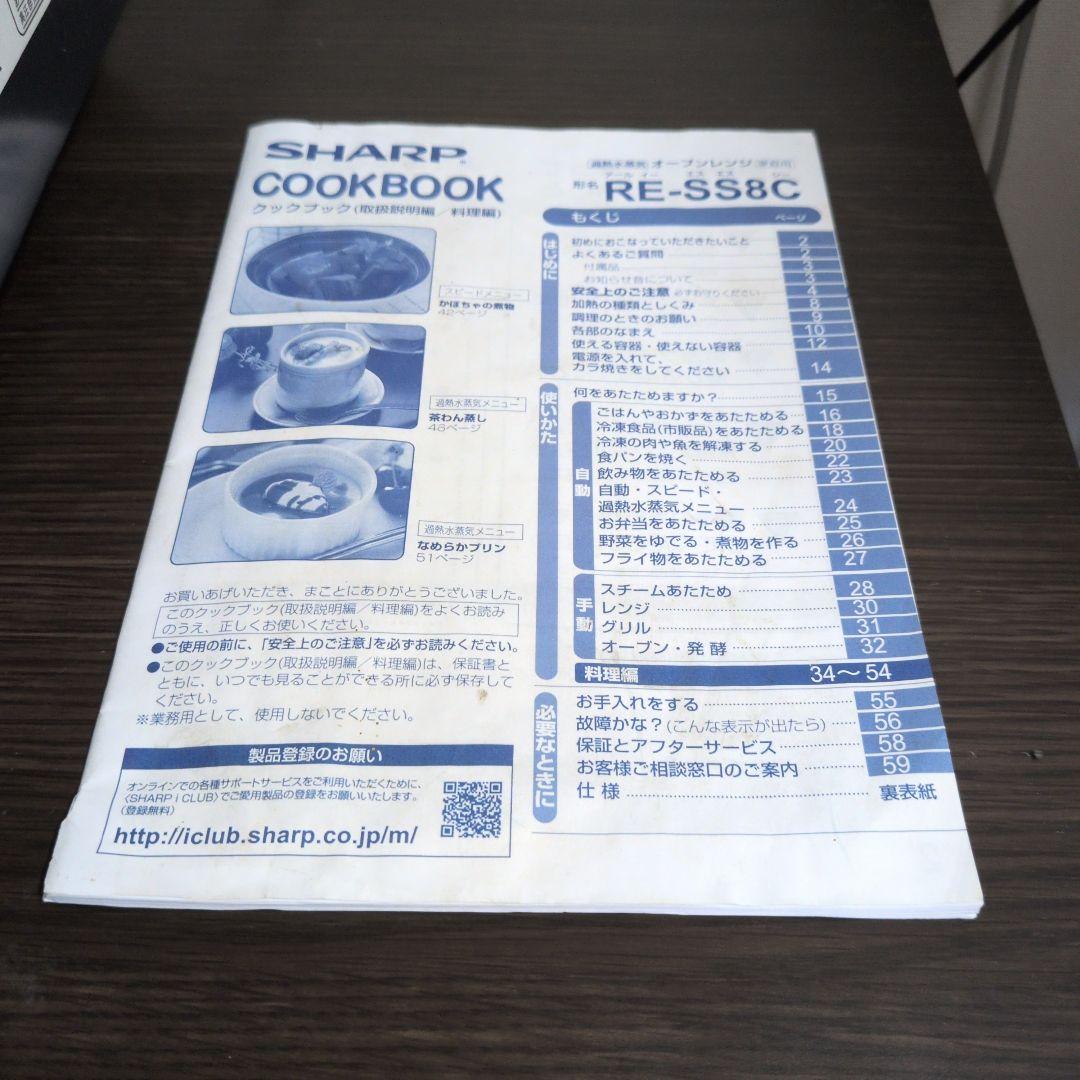 SHARP
COOKBOOK
クックブック(取扱説明編/料理編)
スピードメニュー
かぼちゃの煮物
42ページ
過熱水蒸気メニュー
茶わん蒸し
48ページ
過熱水蒸気メニュー
なめらかプリン
51ページ
お買いあげいただき、まことにありがとうございました。
このクックブック(取扱説明編/料理編)をよくお読み
のうえ、正しくお使いください。
●ご使用の前に、「安全上のご注意」を必ずお読みください。
●このクックブック(取扱説明編/料理編)は、保証書と
ともに、いつでも見ることができる所に必ず保存して
ください。
※業務用として、使用しないでください。
製品登録のお願い
オンラインでの各種サポートサービスをご利用いただくために、
〈SHARP i CLUB〉でご愛用製品の登録をお願いいたします。
(登録無料)
http://iclub.sharp.co.jp/m/
過熱水蒸気 オーブンレンジ 家庭用
アール イー エス エス シー
形名 RE-SS8C
もくじ ページ
はじめに
初めにおこなっていただきたいこと 2
よくあるご質問 2
付属品 3
お知らせ音について 3
安全上のご注意 必ずお守りください 4
加熱の種類としくみ 8
調理のときのお願い 9
各部のなまえ 10
使える容器・使えない容器 12
電源を入れて、
カラ焼きをしてください 14
使いかた
何をあたためますか? 15
自動
ごはんやおかずをあたためる 16
冷凍食品(市販品)をあたためる 18
冷凍の肉や魚を解凍する 20
食パンを焼く 22
飲み物をあたためる 23
自動・スピード・
過熱水蒸気メニュー 24
お弁当をあたためる 25
野菜をゆでる・煮物を作る 26
フライ物をあたためる 27
手動
スチームあたため 28
レンジ 30
グリル 31
オーブン・発酵 32
料理編 34〜54
必要なときに
お手入れをする 55
故障かな?(こんな表示が出たら) 56
保証とアフターサービス 58
お客様ご相談窓口のご案内 59
仕様 裏表紙